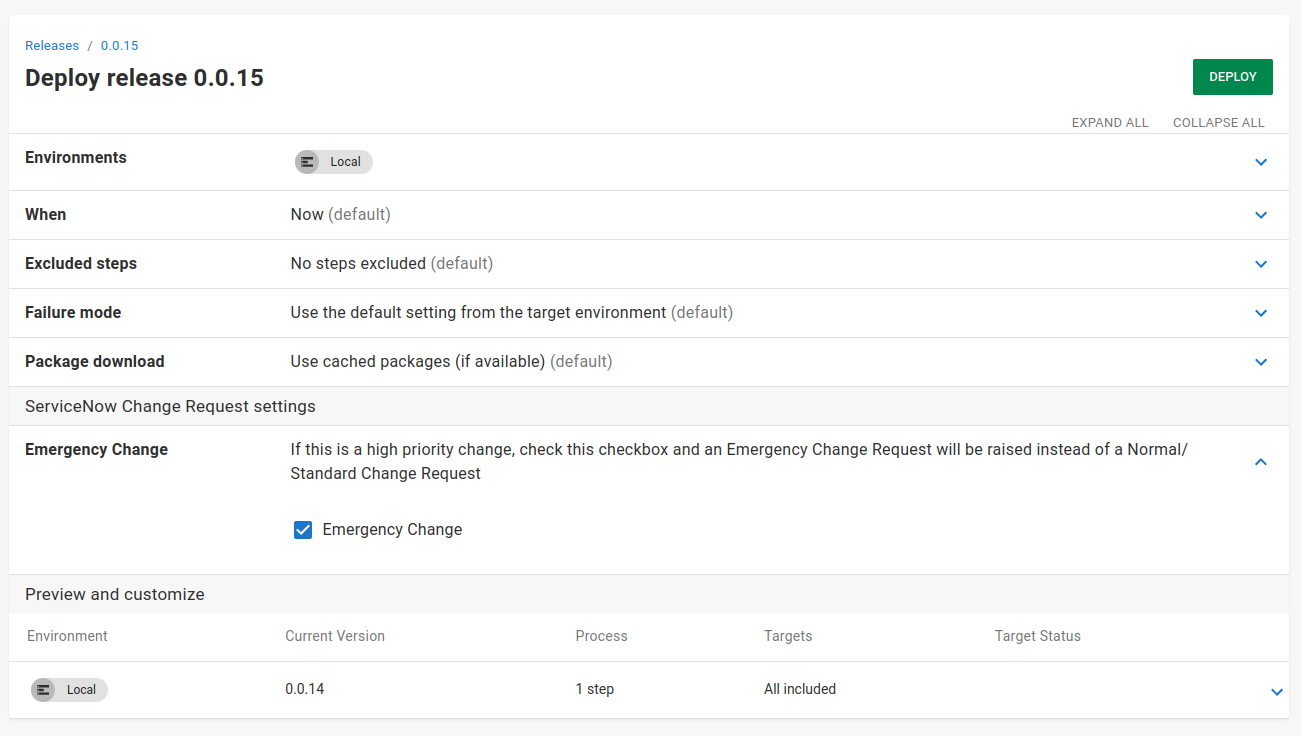 Releases / 0.0.15
Deploy release 0.0.15
DEPLOY
EXPAND ALL COLLAPSE ALL
Environments Local
When Now (default)
Excluded steps No steps excluded (default)
Failure mode Use the default setting from the target environment (default)
Package download Use cached packages (if available) (default)
ServiceNow Change Request settings
Emergency Change If this is a high priority change, check this checkbox and an Emergency Change Request will be raised instead of a Normal/
Standard Change Request
Emergency Change
Preview and customize
Environment Current Version Process Targets Target Status
Local 0.0.14 1 step All included